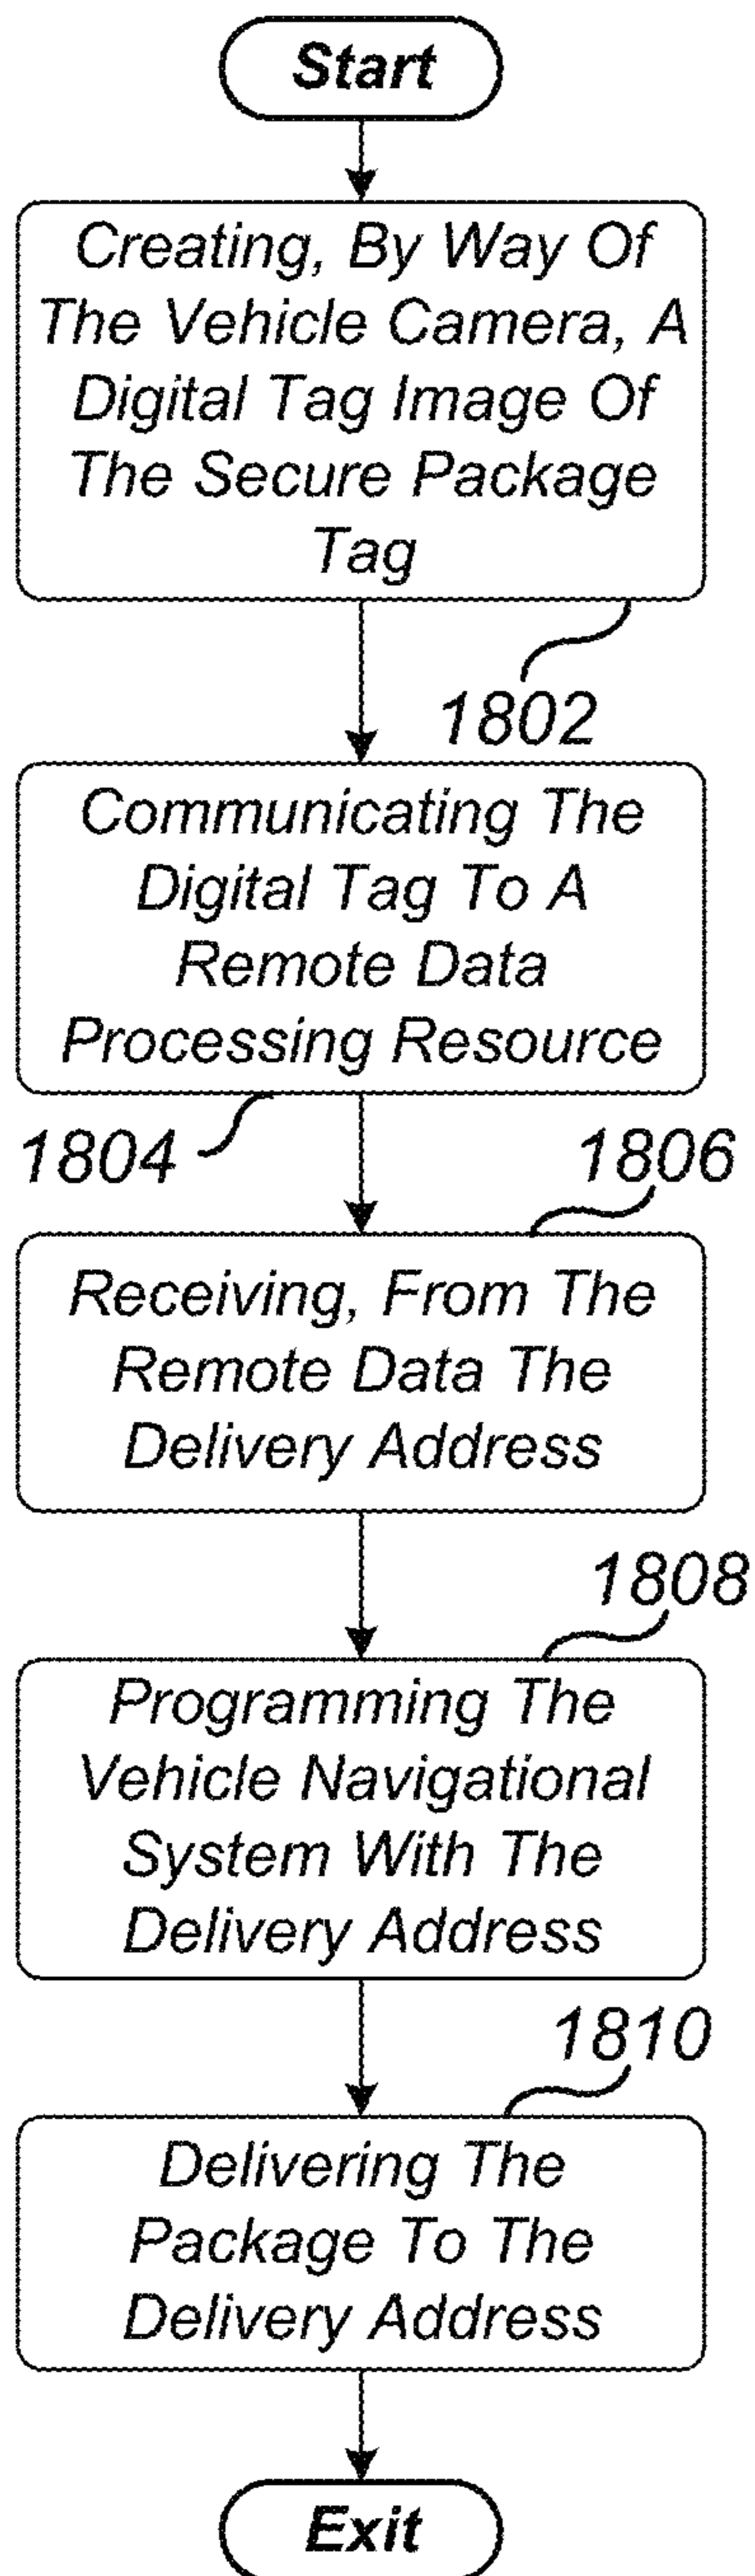 Start
Creating, By Way Of
The Vehicle Camera, A
Digital Tag Image Of
The Secure Package
Tag
1802
Communicating The
Digital Tag To A
Remote Data
Processing Resource
1804
1806
Receiving, From The
Remote Data The
Delivery Address
1808
Programming The
Vehicle Navigational
System With The
Delivery Address
1810
Delivering The
Package To The
Delivery Address
Exit